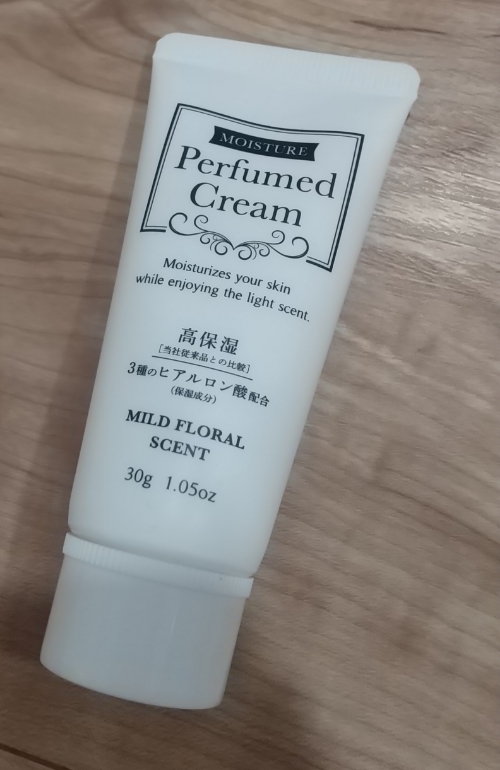 MOISTURE
Perfumed
Cream
Moisturizes your skin
while enjoying the light scent.
高保湿
[当社従来品との比較]
3種のヒアルロン酸配合
(保湿成分)
MILD FLORAL
SCENT
30g 1.05oz